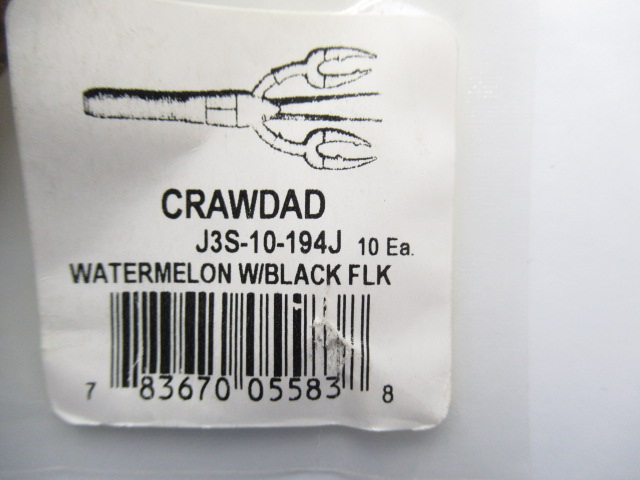 CRAWDAD
J3S-10-194J 10 Ea.
WATERMELON W/BLACK FLK
7 83670 05583 8